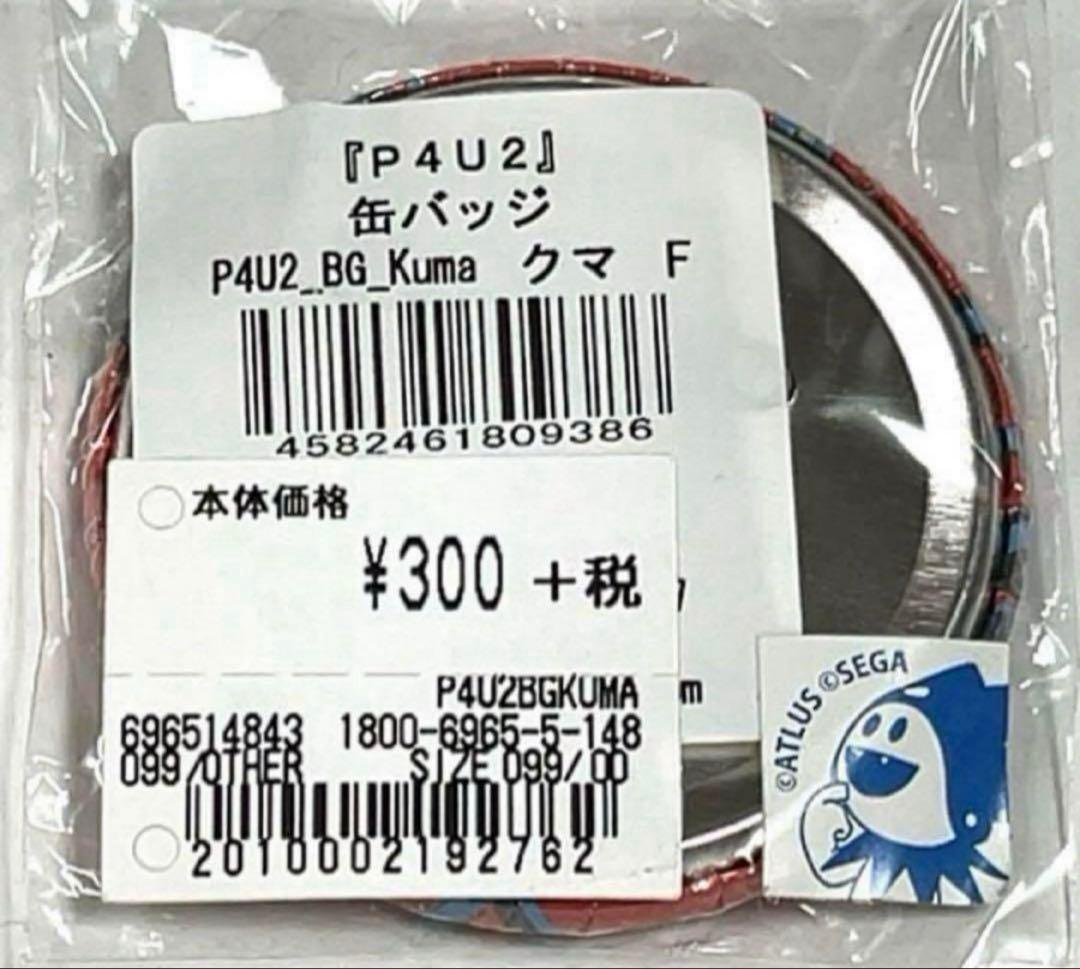 『P4U2』
缶バッジ
P4U2_BG_Kuma クマ F
4582461809386
本体価格
¥300 +税
P4U2BGKUMA
m
696514843 1800-6965-5-148
099/OTHER SIZE 099/00
2010002192762
©ATLUS ©SEGA